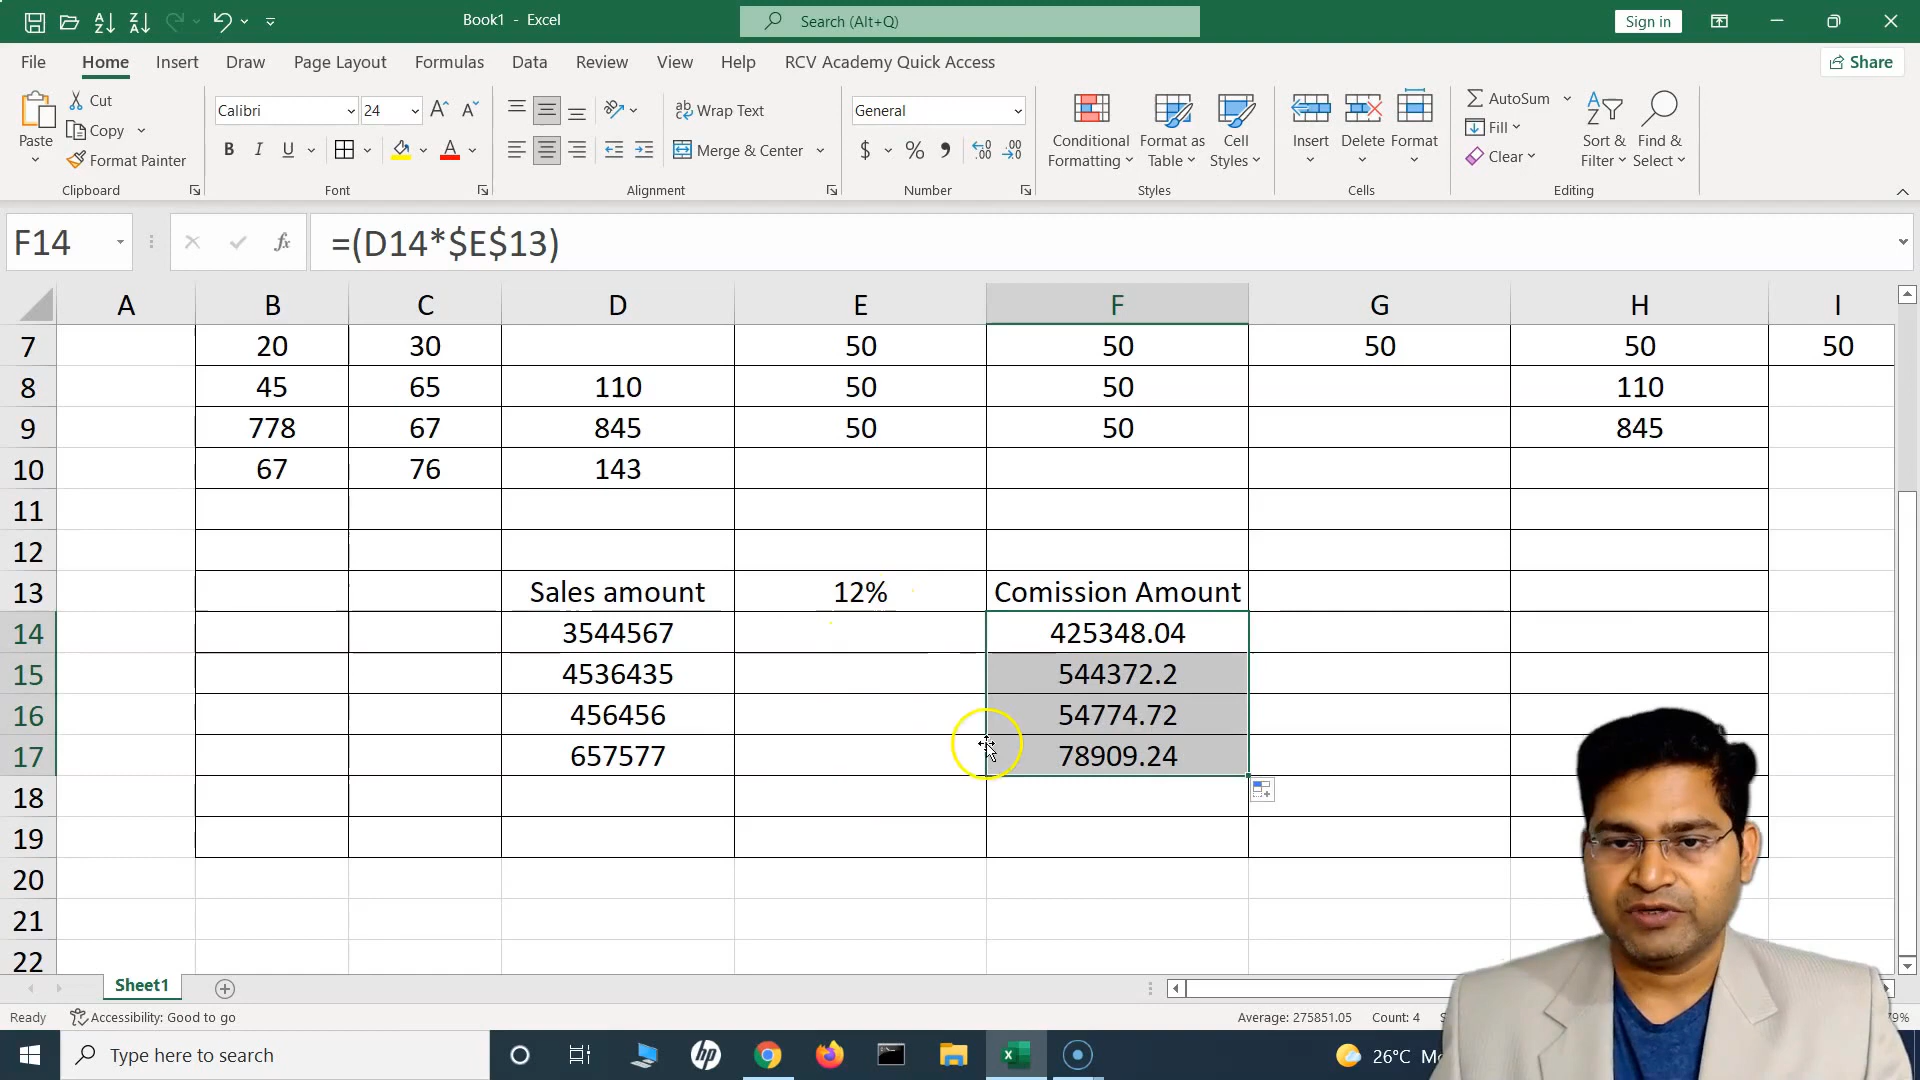 Book1 - Excel
Search (Alt+Q)
Sign in
File Home Insert Draw Page Layout Formulas Data Review View Help RCV Academy Quick Access
Share
Paste
Cut
Copy
Format Painter
Clipboard
Calibri 24
B I U
Font
Wrap Text
Merge & Center
Alignment
General
$ % 9
Number
Conditional Formatting
Format as Table
Cell Styles
Styles
Insert Delete Format
Cells
AutoSum
Fill
Clear
Sort & Filter
Find & Select
Editing
F14
fx
=(D14*$E$13)
A B C D E F G H I
7 20 30 50 50 50 50 50
8 45 65 110 50 50 110
9 778 67 845 50 50 845
10 67 76 143
11
12
13 Sales amount 12% Comission Amount
14 3544567 425348.04
15 4536435 544372.2
16 456456 54774.72
17 657577 78909.24
18
19
20
21
22
Sheet1
Ready Accessibility: Good to go Average: 275851.05 Count: 4
Type here to search
hp
26°C